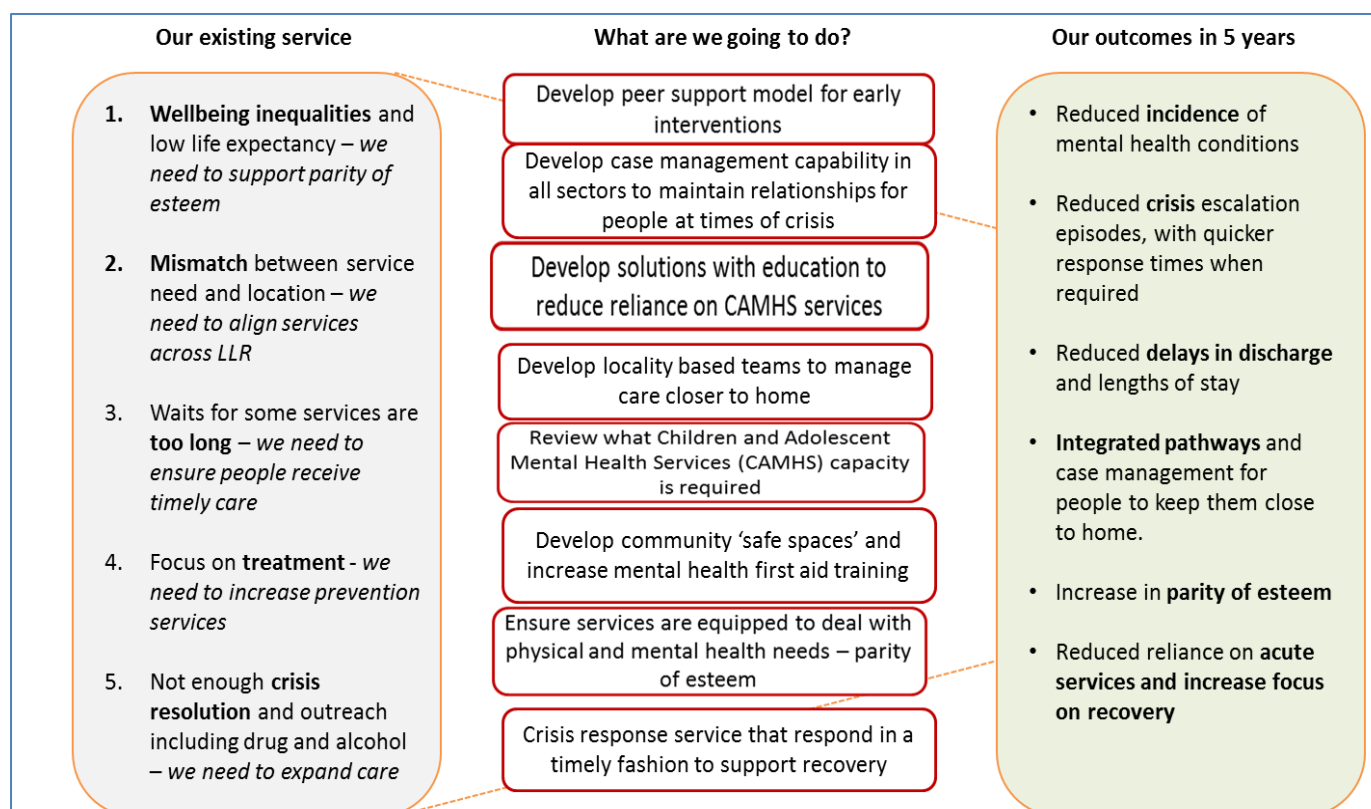 Our existing service
1. Wellbeing inequalities and
low life expectancy – we
need to support parity of
esteem
2. Mismatch between service
need and location – we
need to align services
across LLR
3. Waits for some services are
too long – we need to
ensure people receive
timely care
4. Focus on treatment - we
need to increase prevention
services
5. Not enough crisis
resolution and outreach
including drug and alcohol
– we need to expand care
What are we going to do?
Develop peer support model for early
interventions
Develop case management capability in
all sectors to maintain relationships for
people at times of crisis
Develop solutions with education to
reduce reliance on CAMHS services
Develop locality based teams to manage
care closer to home
Review what Children and Adolescent
Mental Health Services (CAMHS) capacity
is required
Develop community ‘safe spaces’ and
increase mental health first aid training
Ensure services are equipped to deal with
physical and mental health needs – parity
of esteem
Crisis response service that respond in a
timely fashion to support recovery
Our outcomes in 5 years
• Reduced incidence of
mental health conditions
• Reduced crisis escalation
episodes, with quicker
response times when
required
• Reduced delays in discharge
and lengths of stay
• Integrated pathways and
case management for
people to keep them close
to home.
• Increase in parity of esteem
• Reduced reliance on acute
services and increase focus
on recovery